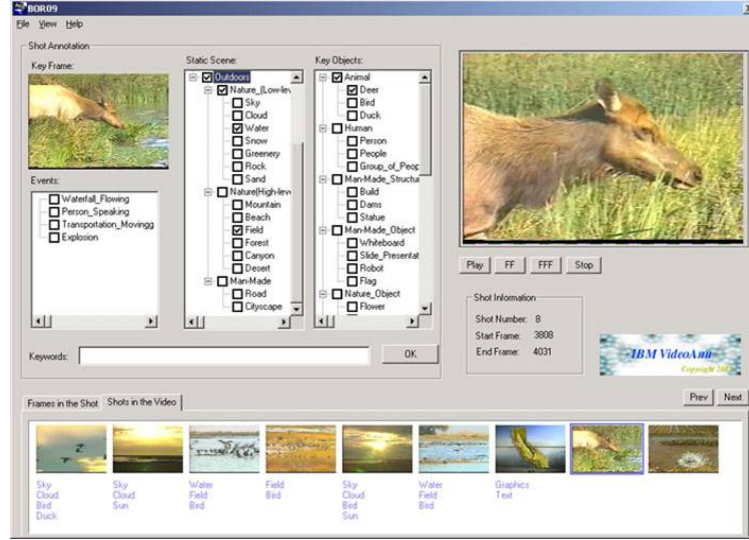 BOR09
File View Help
Shot Annotation
Key Frame:
Static Scene:
Key Objects:
Outdoors
Nature_(Low-lev
Sky
Cloud
Water
Snow
Greenery
Rock
Sand
Nature(High-lev
Mountain
Beach
Field
Forest
Canyon
Desert
Man-Made
Road
Cityscape
Animal
Deer
Bird
Duck
Human
Person
People
Group_of_Peop
Man-Made_Structu
Build
Dams
Statue
Man-Made_Object
Whiteboard
Slide_Presentat
Robot
Flag
Nature_Object
Flower
Events:
Waterfall_Flowing
Person_Speaking
Transportation_Movingg
Explosion
Keywords:
OK
Play FF FFF Stop
Shot Information
Shot Number: 8
Start Frame: 3808
End Frame: 4031
IBM VideoAnn
Copyright
Prev Next
Frames in the Shot Shots in the Video
Sky
Cloud
Bird
Duck
Sky
Cloud
Sun
Water
Field
Bird
Field
Bird
Sky
Cloud
Bird
Sun
Water
Field
Bird
Graphics
Text